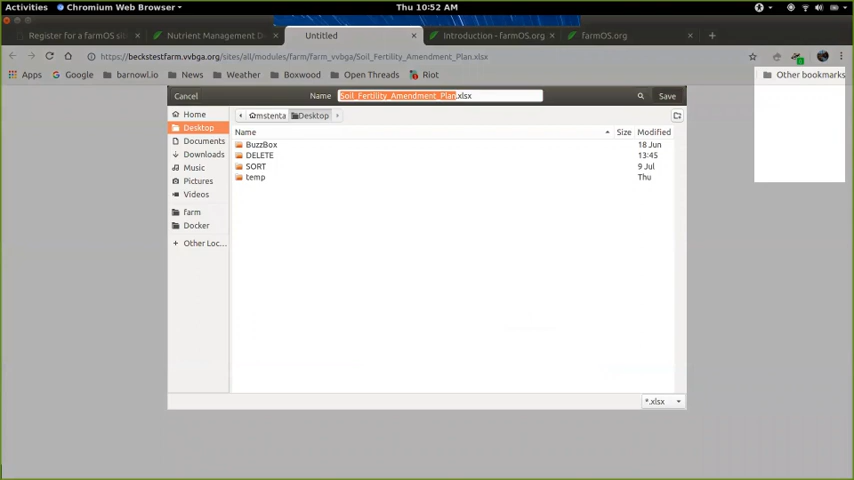 Activities Chromium Web Browser Thu 10:52 AM
Register for a farmOS sit Nutrient Management D Untitled Introduction - farmOS.org farmOS.org
https://beckstestfarm.vvbga.org/sites/all/modules/farm/farm_vvbga/Soil_Fertility_Amendment_Plan.xlsx
Apps Google barnowl.io News Weather Boxwood Open Threads Riot Other bookmarks
Cancel Name Soil_Fertility_Amendment_Plan.xlsx Save
mstenta Desktop
Home
Desktop
Documents
Downloads
Music
Pictures
Videos
farm
Docker
+ Other Loc...
Name Size Modified
BuzzBox 18 Jun
DELETE 13:45
SORT 9 Jul
temp Thu
*.xlsx